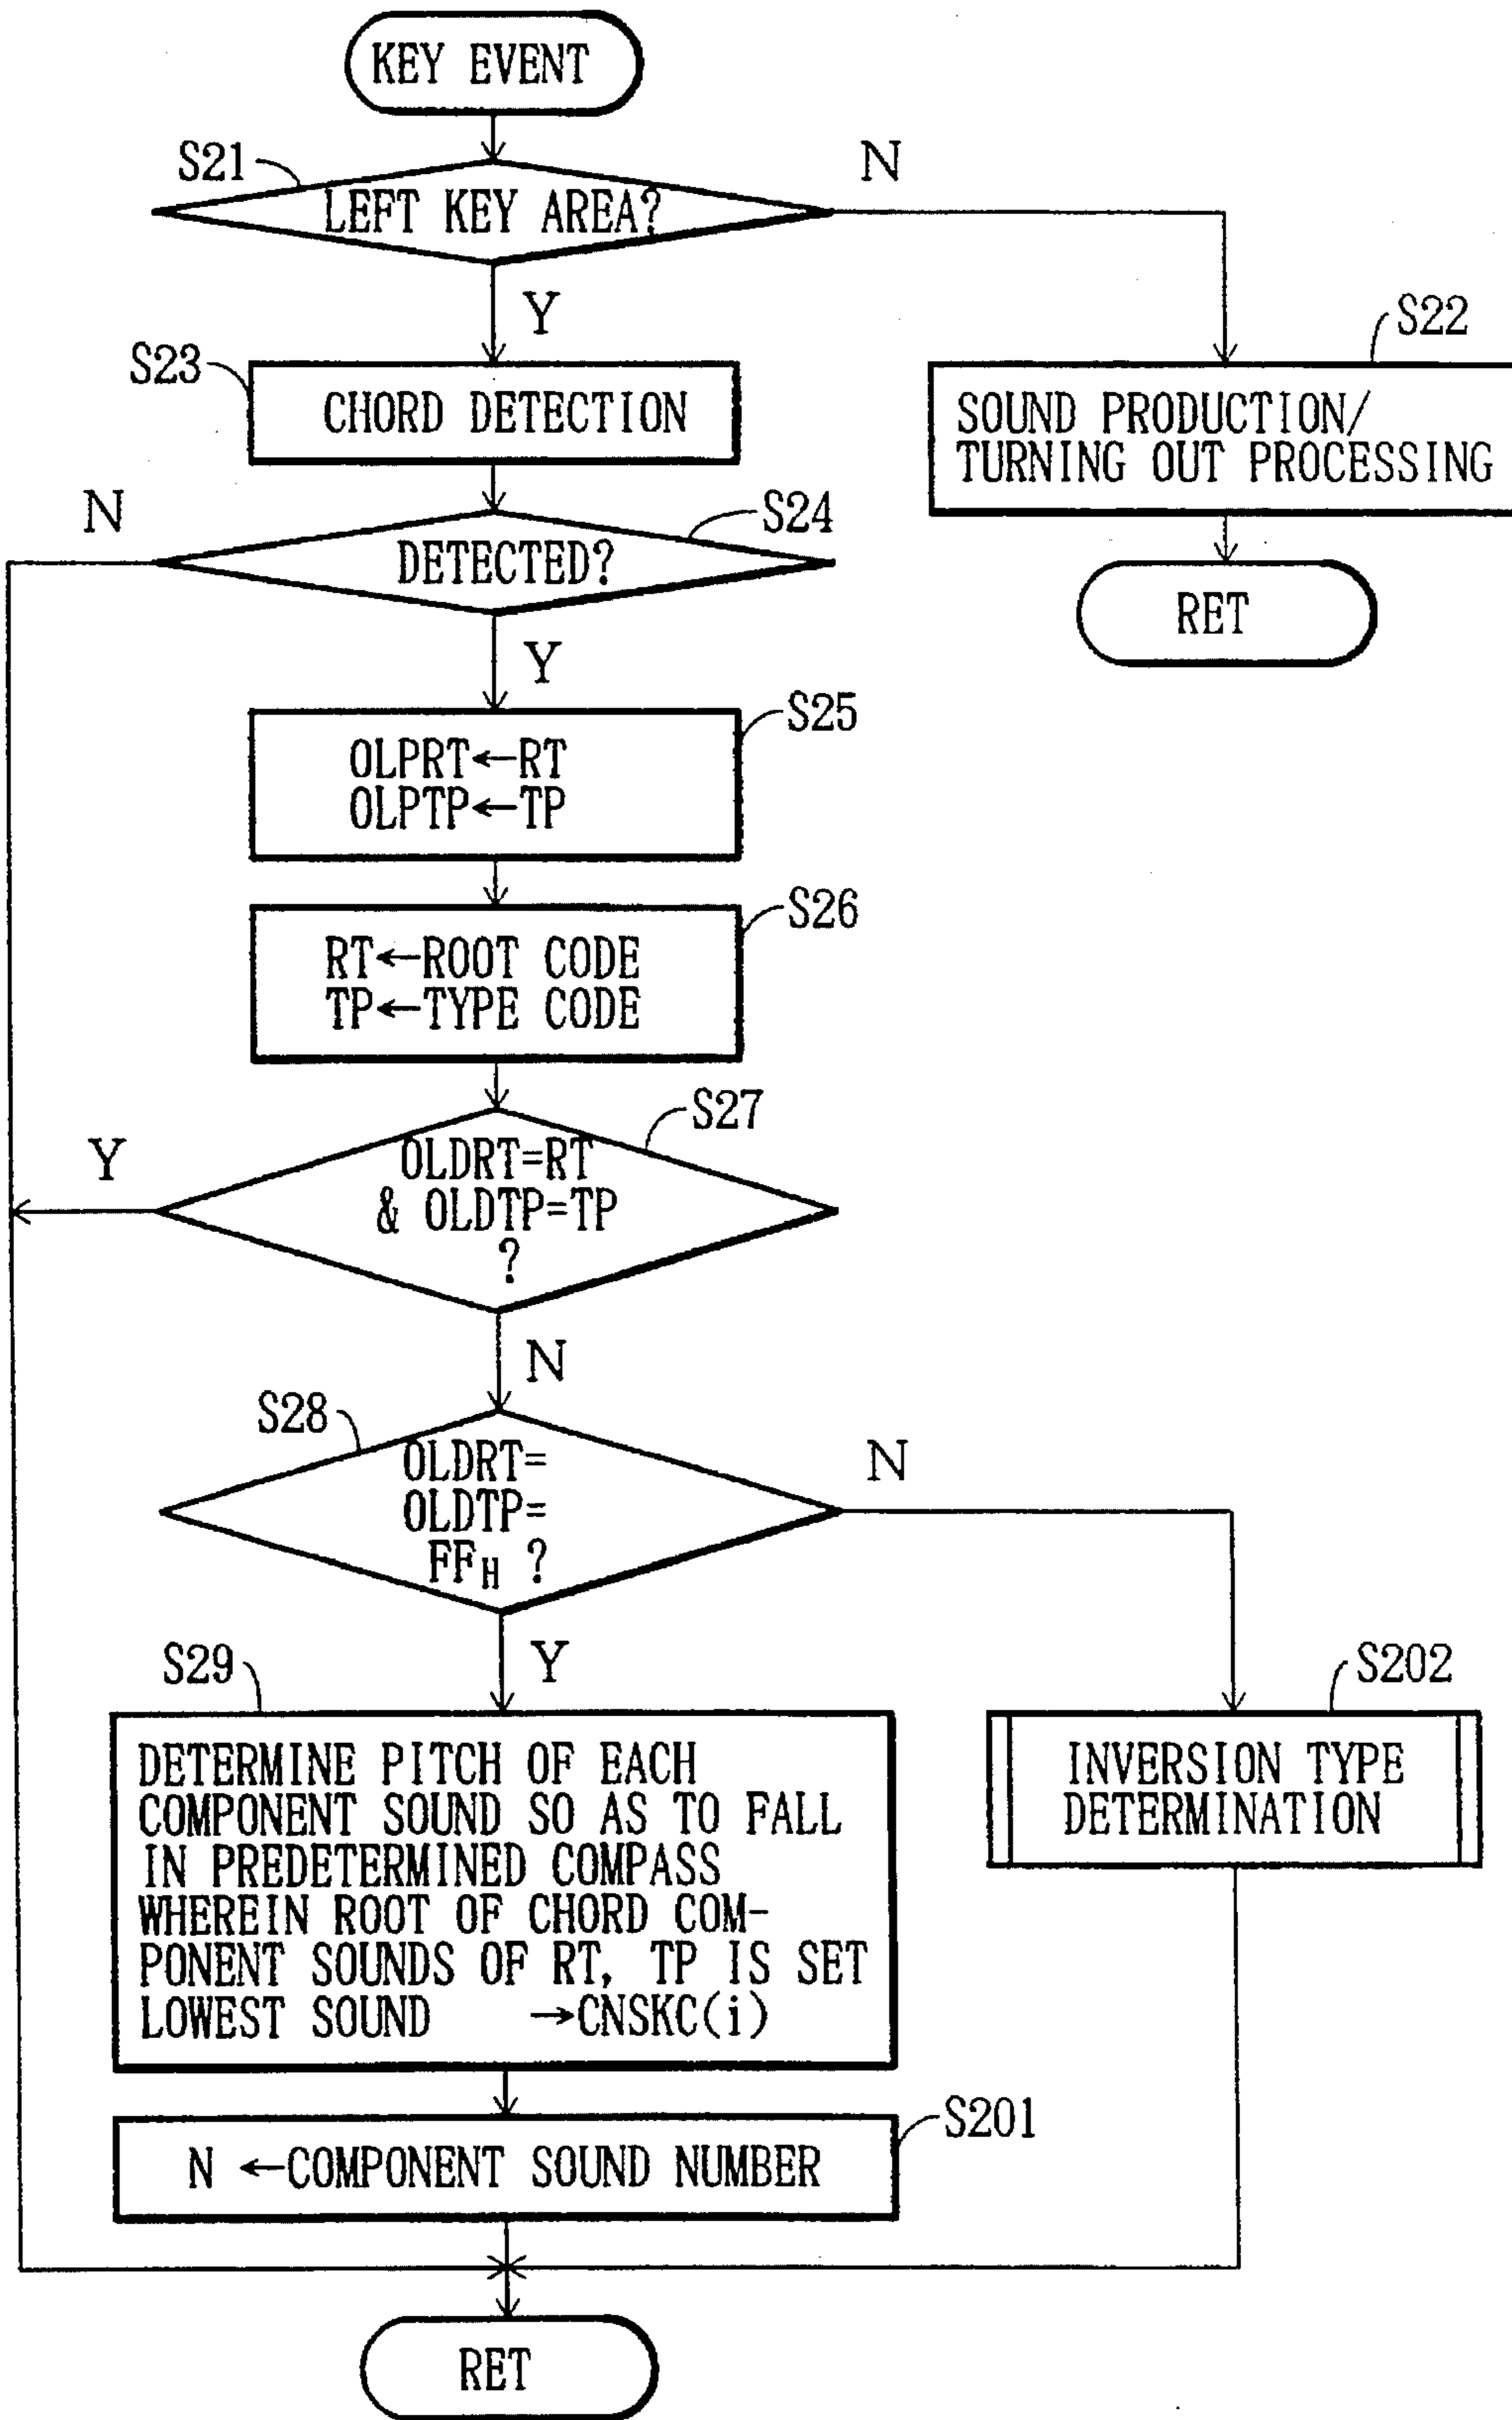 KEY EVENT
S21
N
LEFT KEY AREA?
Y
S22
S23
CHORD DETECTION
SOUND PRODUCTION/
TURNING OUT PROCESSING
N
S24
DETECTED?
RET
Y
S25
OLPRT←RT
OLPTP←TP
S26
RT←ROOT CODE
TP←TYPE CODE
S27
Y
OLDRT=RT
& OLDTP=TP
?
N
S28
N
OLDRT=
OLDTP=
FFH ?
Y
S29
S202
DETERMINE PITCH OF EACH
COMPONENT SOUND SO AS TO FALL
IN PREDETERMINED COMPASS
WHEREIN ROOT OF CHORD COM-
PONENT SOUNDS OF RT, TP IS SET
LOWEST SOUND →CNSKC(i)
INVERSION TYPE
DETERMINATION
S201
N ←COMPONENT SOUND NUMBER
RET